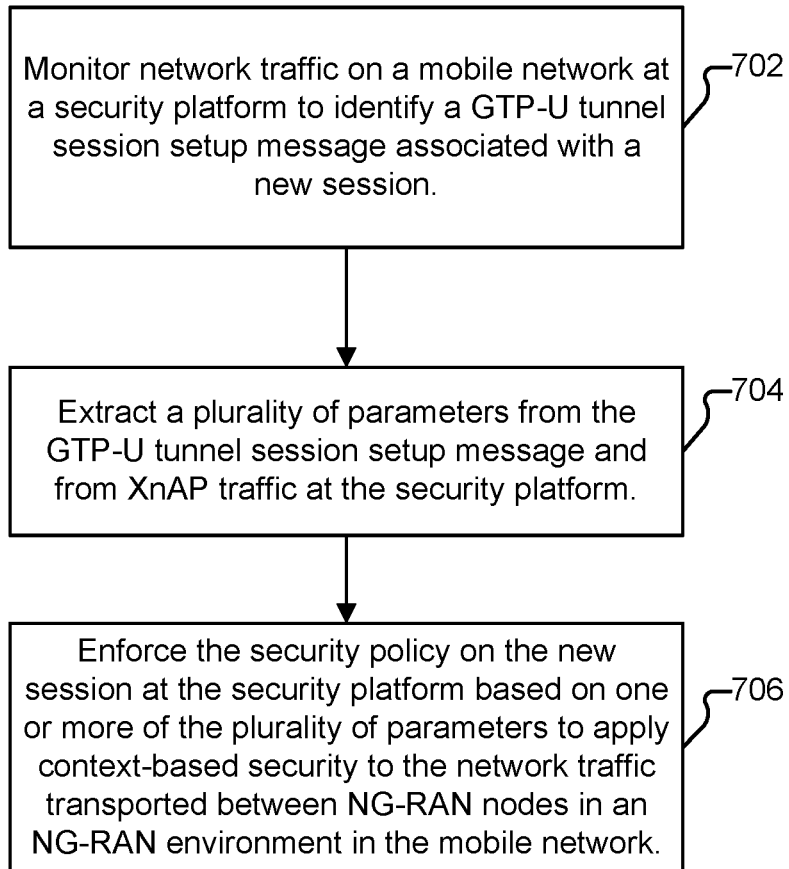 Monitor network traffic on a mobile network at
a security platform to identify a GTP-U tunnel
session setup message associated with a
new session.
702
Extract a plurality of parameters from the
GTP-U tunnel session setup message and
from XnAP traffic at the security platform.
704
Enforce the security policy on the new
session at the security platform based on one
or more of the plurality of parameters to apply
context-based security to the network traffic
transported between NG-RAN nodes in an
NG-RAN environment in the mobile network.
706